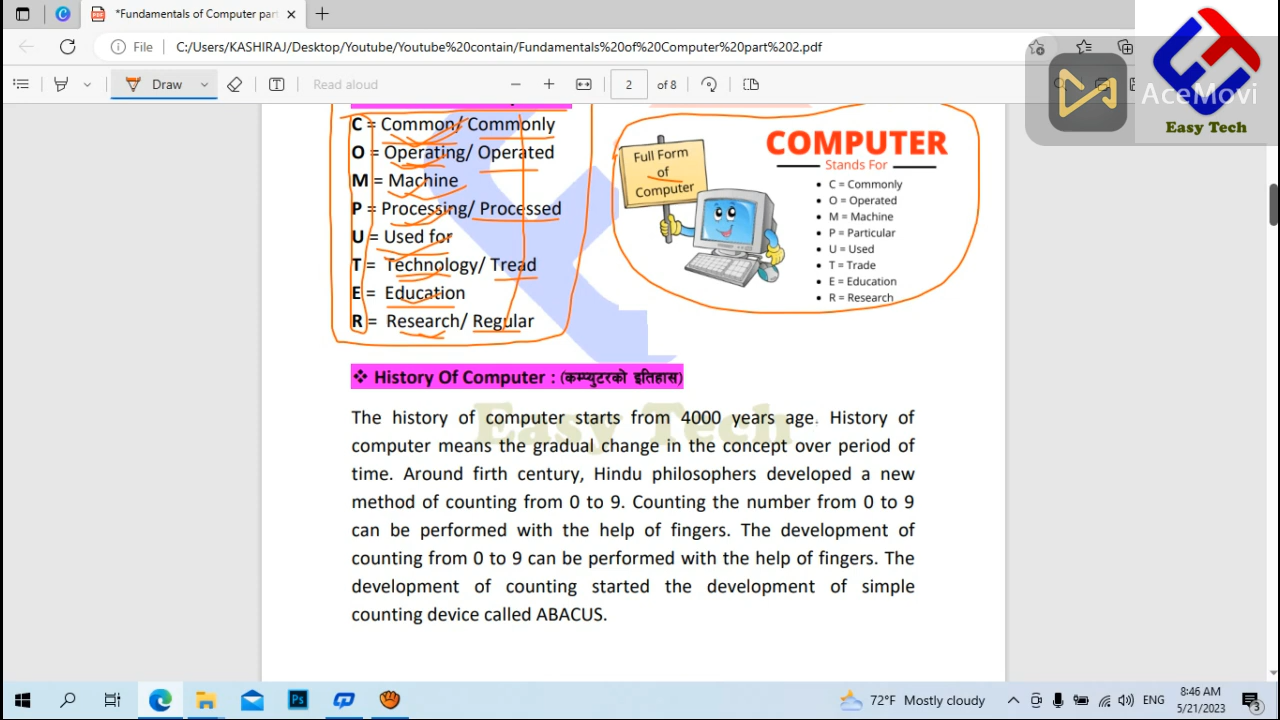 *Fundamentals of Computer part
File
C:/Users/KASHIRAJ/Desktop/Youtube/Youtube%20contain/Fundamentals%20of%20Computer%20part%202.pdf
Draw
Read aloud
2
of 8
AceMovi
Easy Tech
C = Common/ Commonly
O = Operating/ Operated
M = Machine
P = Processing/ Processed
U = Used for
T = Technology/ Tread
E = Education
R = Research/ Regular
Full Form
of
Computer
COMPUTER
Stands For
• C = Commonly
• O = Operated
• M = Machine
• P = Particular
• U = Used
• T = Trade
• E = Education
• R = Research
❖ History Of Computer : (कम्प्युटरको इतिहास)
The history of computer starts from 4000 years age. History of
computer means the gradual change in the concept over period of
time. Around firth century, Hindu philosophers developed a new
method of counting from 0 to 9. Counting the number from 0 to 9
can be performed with the help of fingers. The development of
counting from 0 to 9 can be performed with the help of fingers. The
development of counting started the development of simple
counting device called ABACUS.
Easy Tech
72°F Mostly cloudy
ENG
8:46 AM
5/21/2023
3